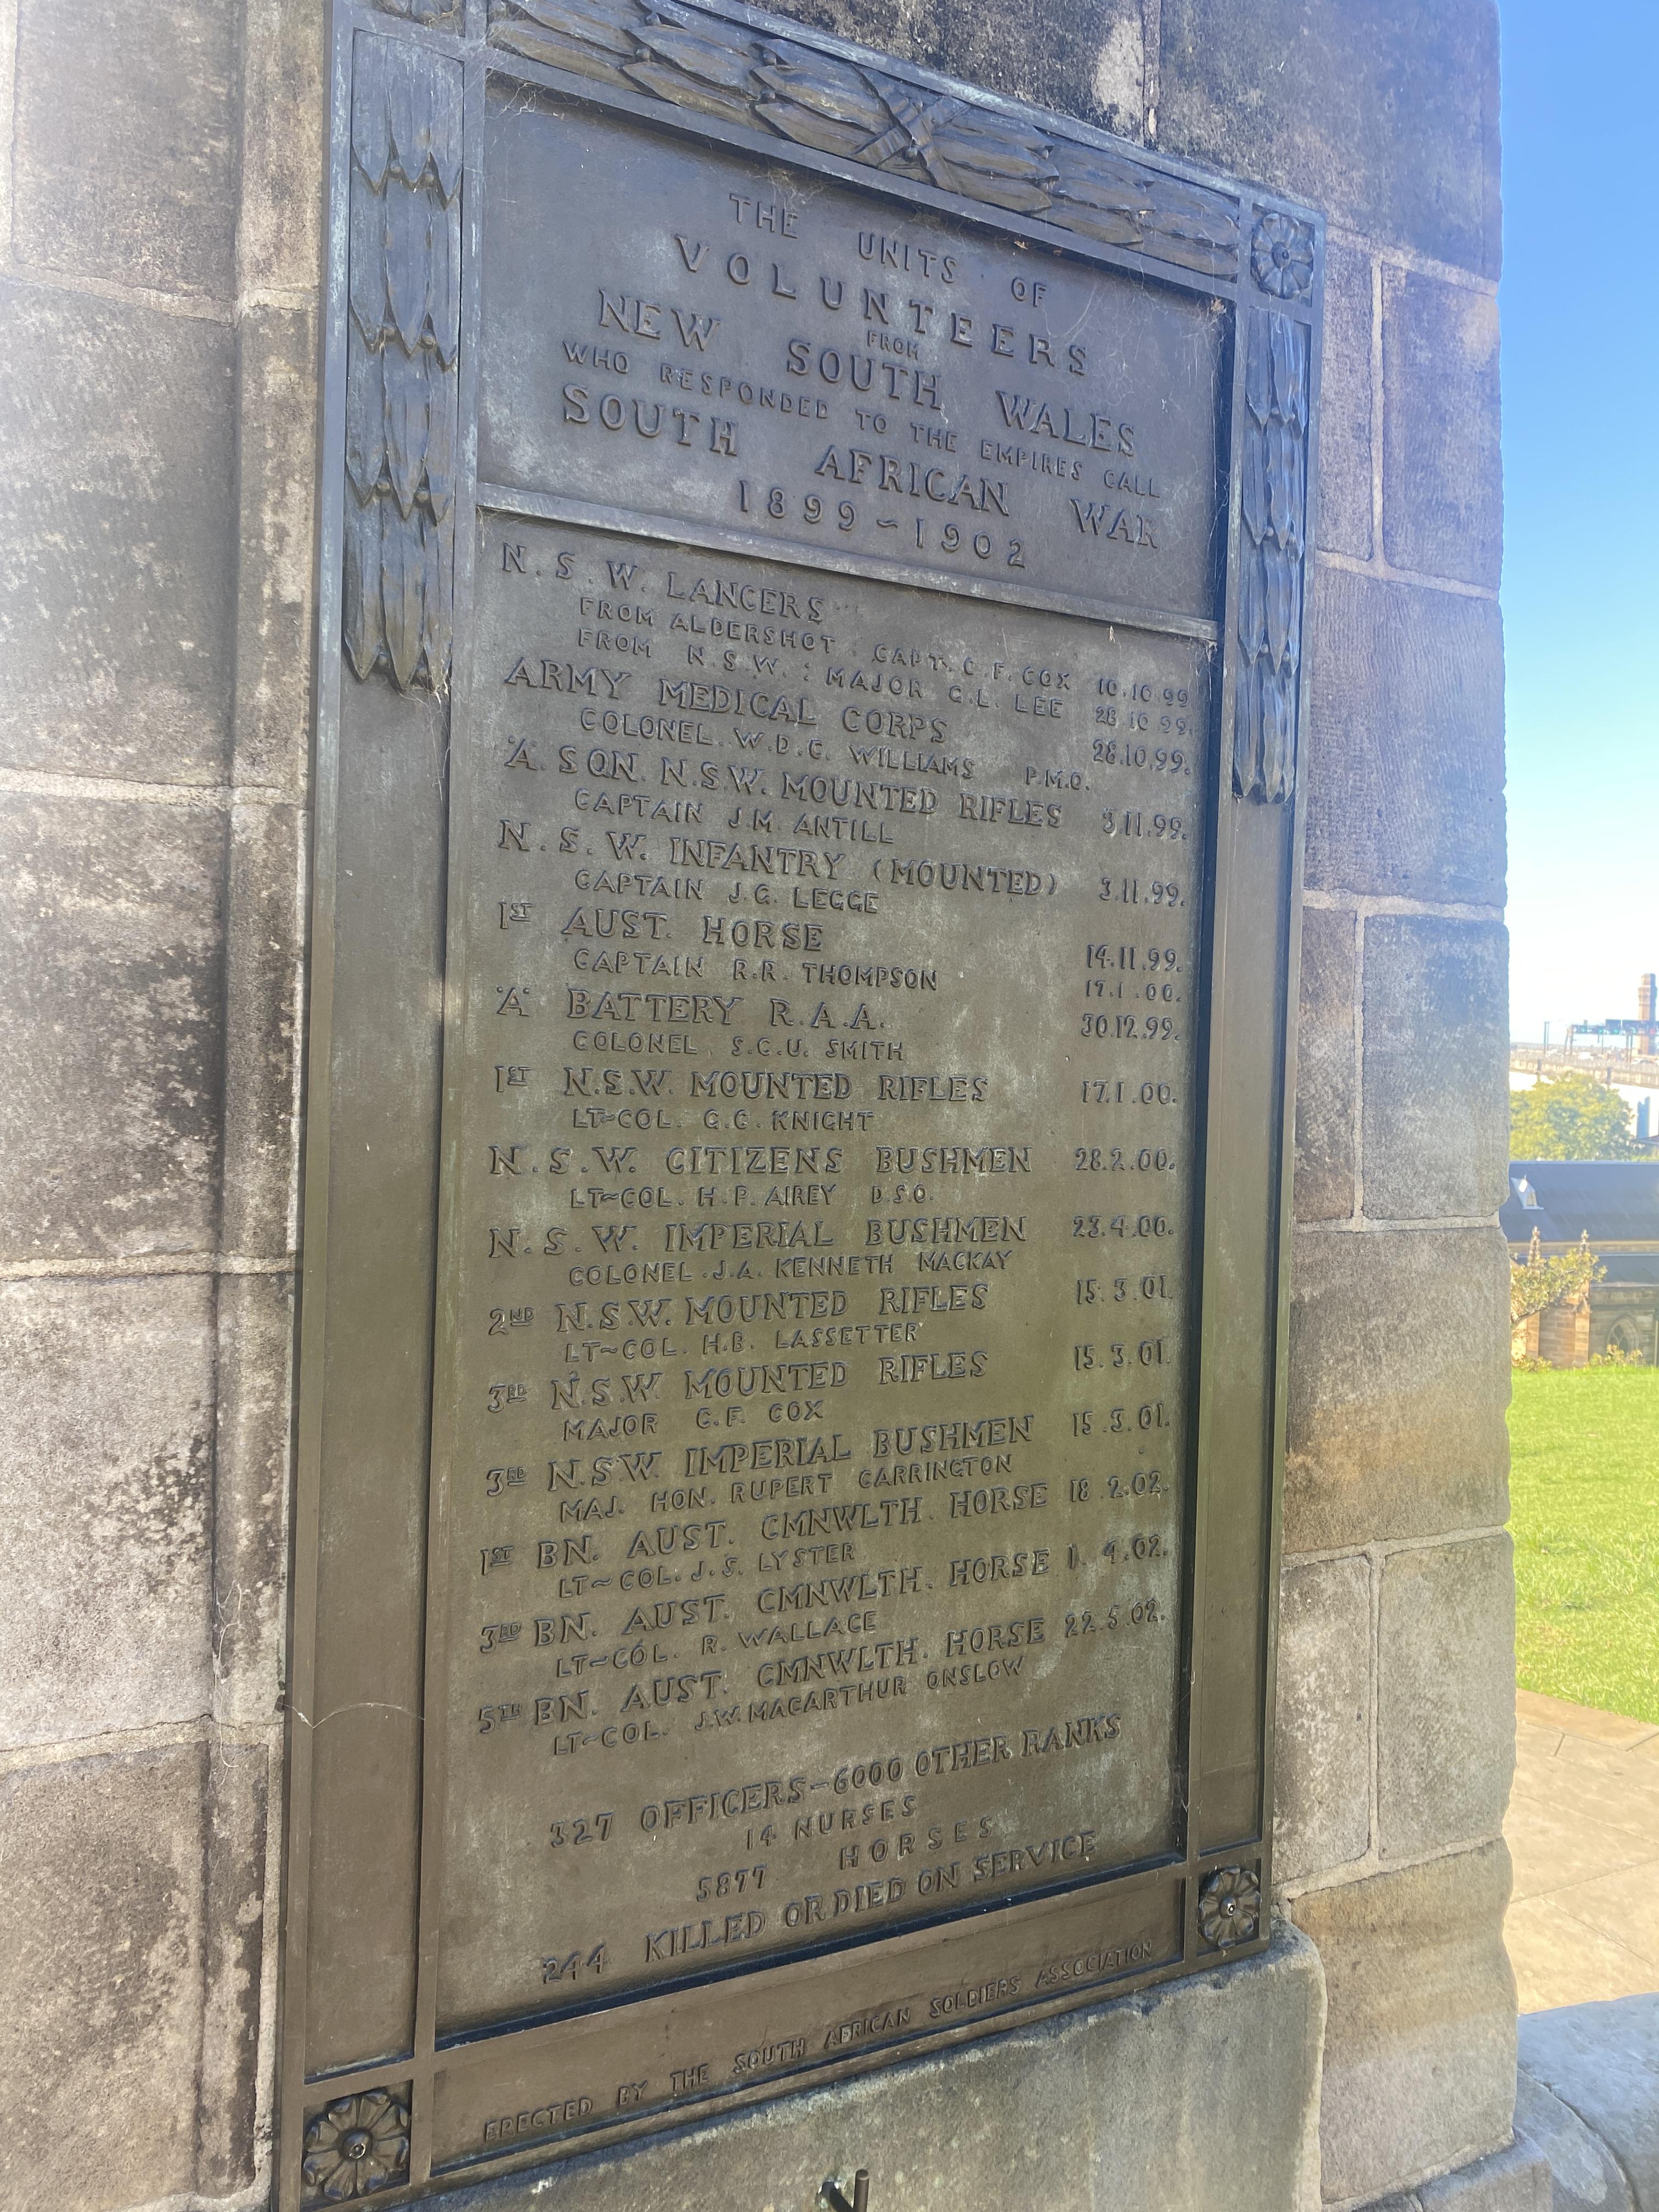 THE UNITS OF
VOLUNTEERS
FROM
NEW SOUTH WALES
WHO RESPONDED TO THE EMPIRES CALL
SOUTH AFRICAN WAR
1899~1902
N.S.W. LANCERS
FROM ALDERSHOT : CAPT. C.F. COX 10.10.99
FROM N.S.W. : MAJOR G.L. LEE 28.10.99.
ARMY MEDICAL CORPS 28.10.99.
COLONEL. W.D.C. WILLIAMS P.M.O.
"A" SQN. N.S.W. MOUNTED RIFLES 3.11.99.
CAPTAIN J.M. ANTILL
N.S.W. INFANTRY (MOUNTED) 3.11.99.
CAPTAIN J.G. LEGGE
1ST AUST. HORSE 14.11.99.
CAPTAIN R.R. THOMPSON 17.1.00.
"A" BATTERY R.A.A. 30.12.99.
COLONEL S.C.U. SMITH
1ST N.S.W. MOUNTED RIFLES 17.1.00.
LT~COL. G.C. KNIGHT
N.S.W. CITIZENS BUSHMEN 28.2.00.
LT~COL. H.P. AIREY D.S.O.
N.S.W. IMPERIAL BUSHMEN 23.4.00.
COLONEL. J.A. KENNETH MACKAY
2ND N.S.W. MOUNTED RIFLES 15.3.01.
LT~COL. H.B. LASSETTER
3RD N.S.W. MOUNTED RIFLES 15.3.01.
MAJOR C.F. COX
3RD N.S.W. IMPERIAL BUSHMEN 15.3.01.
MAJ. HON. RUPERT CARRINGTON
1ST BN. AUST. CMNWLTH. HORSE 18.2.02.
LT~COL. J.S. LYSTER
3RD BN. AUST. CMNWLTH. HORSE 1.4.02.
LT~COL. R. WALLACE
5TH BN. AUST. CMNWLTH. HORSE 22.5.02.
LT~COL. J.W. MACARTHUR ONSLOW
327 OFFICERS–6000 OTHER RANKS
14 NURSES
5877 HORSES
244 KILLED OR DIED ON SERVICE
ERECTED BY THE SOUTH AFRICAN SOLDIERS ASSOCIATION